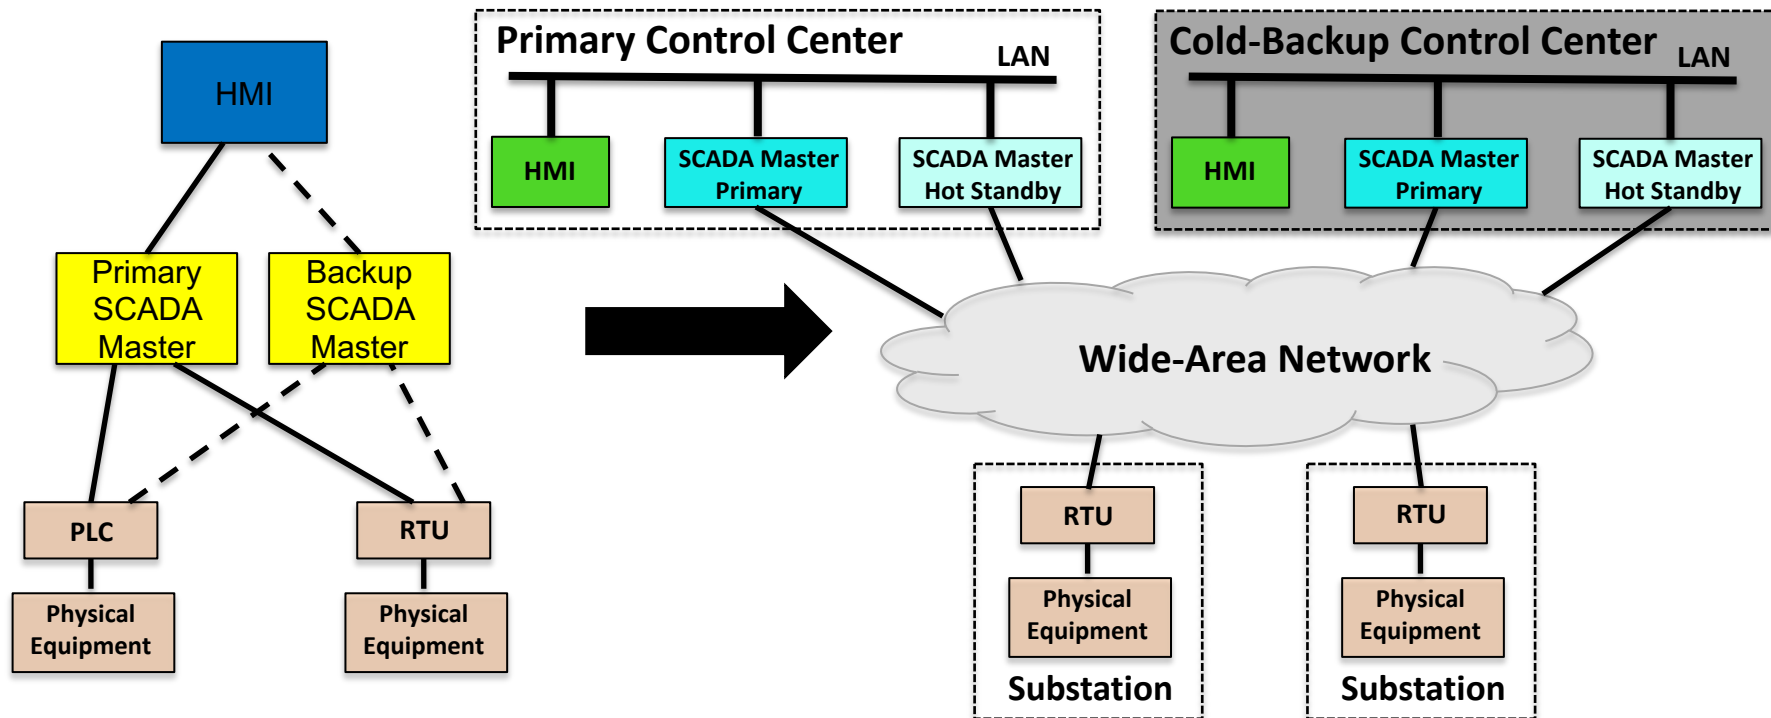 HMI
Primary
SCADA
Master
Backup
SCADA
Master
PLC
RTU
Physical
Equipment
Physical
Equipment
Primary Control Center
LAN
HMI
SCADA Master
Primary
SCADA Master
Hot Standby
Cold-Backup Control Center
LAN
HMI
SCADA Master
Primary
SCADA Master
Hot Standby
Wide-Area Network
RTU
Physical
Equipment
Substation
RTU
Physical
Equipment
Substation